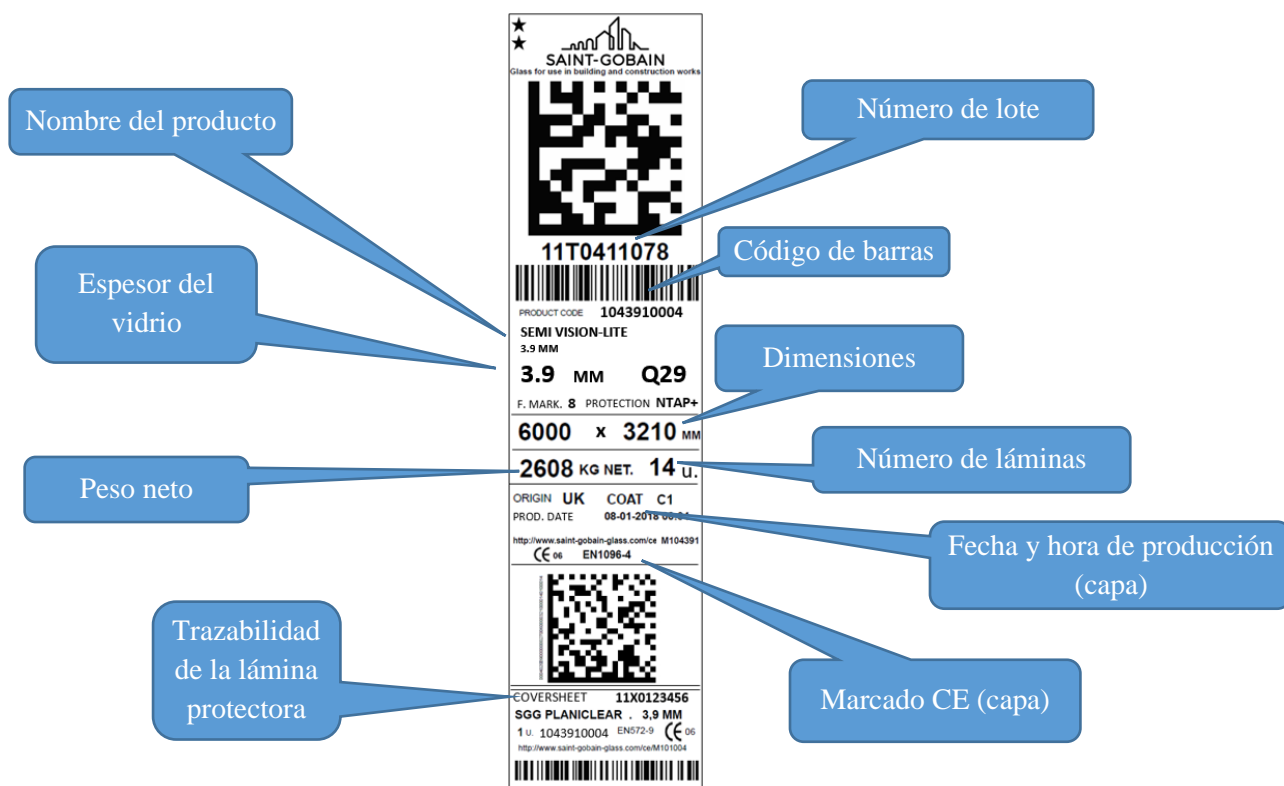 SAINT-GOBAIN
Glass for use in building and construction works
Nombre del producto
Número de lote
11T0411078
Código de barras
Espesor del
vidrio
PRODUCT CODE 1043910004
SEMI VISION-LITE
3.9 MM
3.9 MM Q29
Dimensiones
F. MARK. 8 PROTECTION NTAP+
6000 x 3210 MM
2608 KG NET. 14 u.
Número de láminas
Peso neto
ORIGIN UK COAT C1
PROD. DATE 08-01-2018
http://www.saint-gobain-glass.com/ce M104391
CE 06 EN1096-4
Fecha y hora de producción
(capa)
Trazabilidad
de la lámina
protectora
Marcado CE (capa)
COVERSHEET 11X0123456
SGG PLANICLEAR . 3,9 MM
1 U. 1043910004 EN572-9 CE 06
http://www.saint-gobain-glass.com/ce/M101004